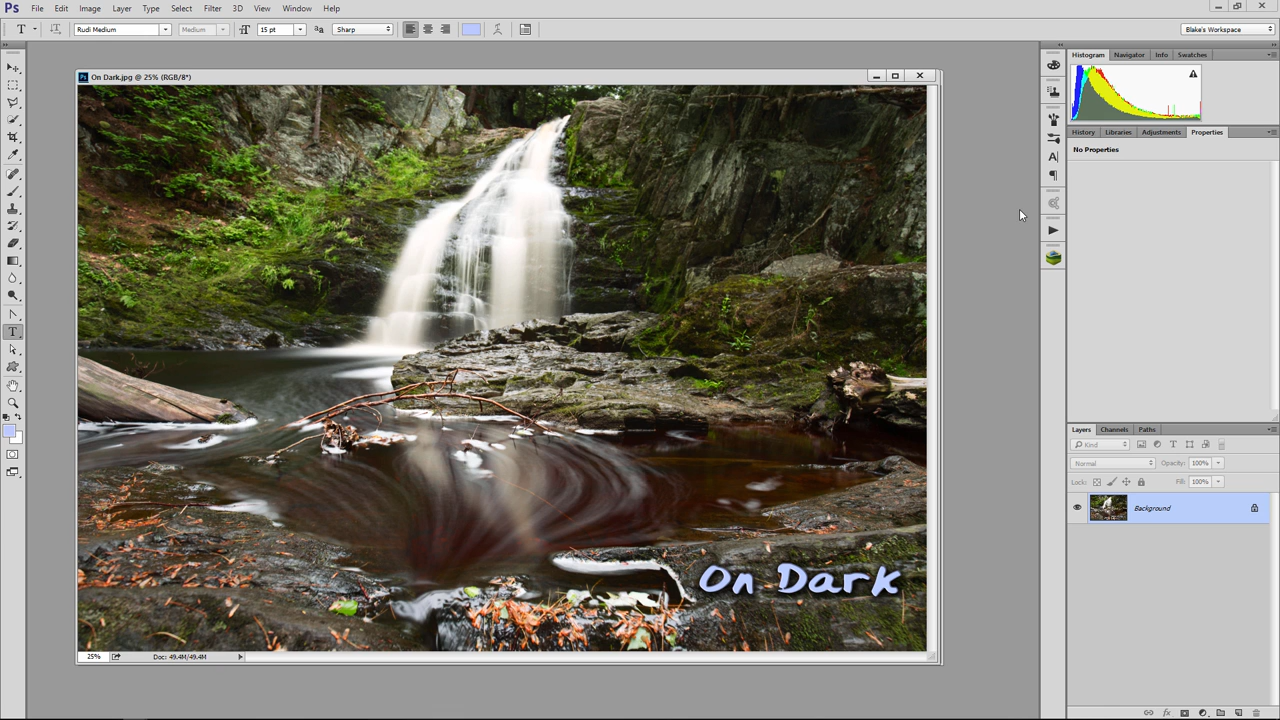 Ps File Edit Image Layer Type Select Filter 3D View Window Help
T Rudi Medium Medium 15 pt Sharp Blake's Workspace
On Dark.jpg @ 25% (RGB/8*)
Histogram Navigator Info Swatches
History Libraries Adjustments Properties
No Properties
Layers Channels Paths
Kind
Normal Opacity: 100%
Lock: Fill: 100%
Background
On Dark
25% Doc: 49.4M/49.4M